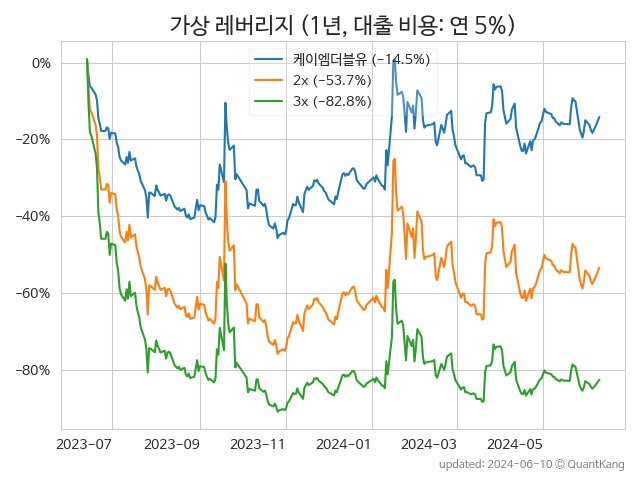 가상 레버리지 (1년, 대출 비용: 연 5%)
케이엠더블유 (−14.5%)
2x (−53.7%)
3x (−82.8%)
0%
−20%
−40%
−60%
−80%
2023-07 2023-09 2023-11 2024-01 2024-03 2024-05
updated: 2024-06-10 © QuantKang